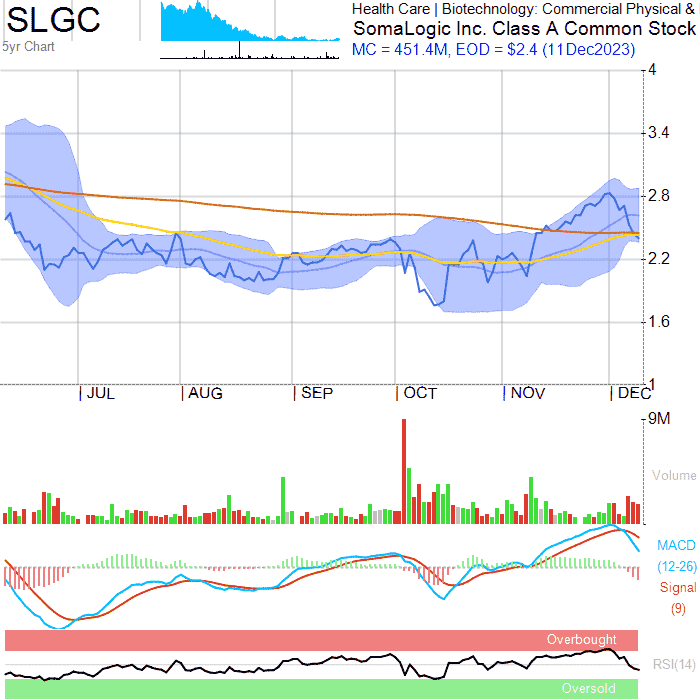 SLGC
5yr Chart
Health Care | Biotechnology: Commercial Physical &
SomaLogic Inc. Class A Common Stock
MC = 451.4M, EOD = $2.4 (11Dec2023)
4
3.4
2.8
2.2
1.6
1
| JUL | AUG | SEP | OCT | NOV | DEC
9M
Volume
MACD
(12-26)
Signal
(9)
Overbought
RSI(14)
Oversold